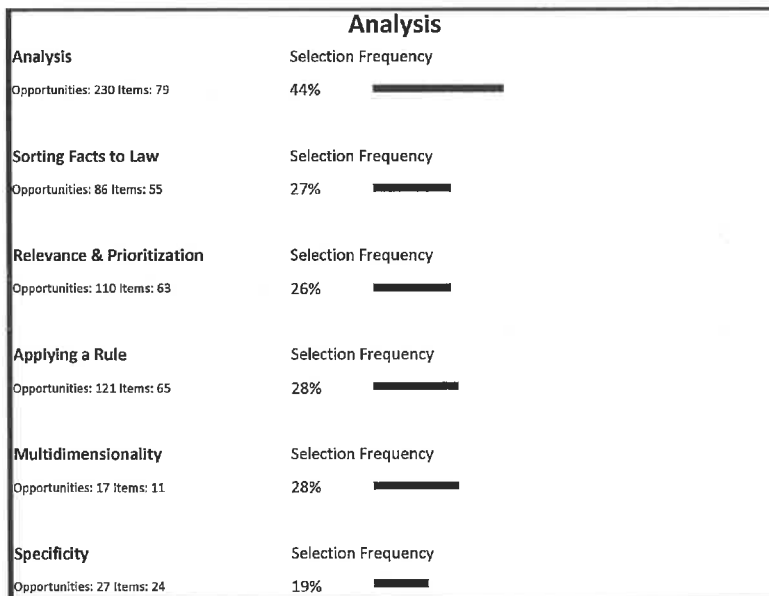 Analysis
Analysis Selection Frequency
Opportunities: 230 Items: 79 44%
Sorting Facts to Law Selection Frequency
Opportunities: 86 Items: 55 27%
Relevance & Prioritization Selection Frequency
Opportunities: 110 Items: 63 26%
Applying a Rule Selection Frequency
Opportunities: 121 Items: 65 28%
Multidimensionality Selection Frequency
Opportunities: 17 Items: 11 28%
Specificity Selection Frequency
Opportunities: 27 Items: 24 19%